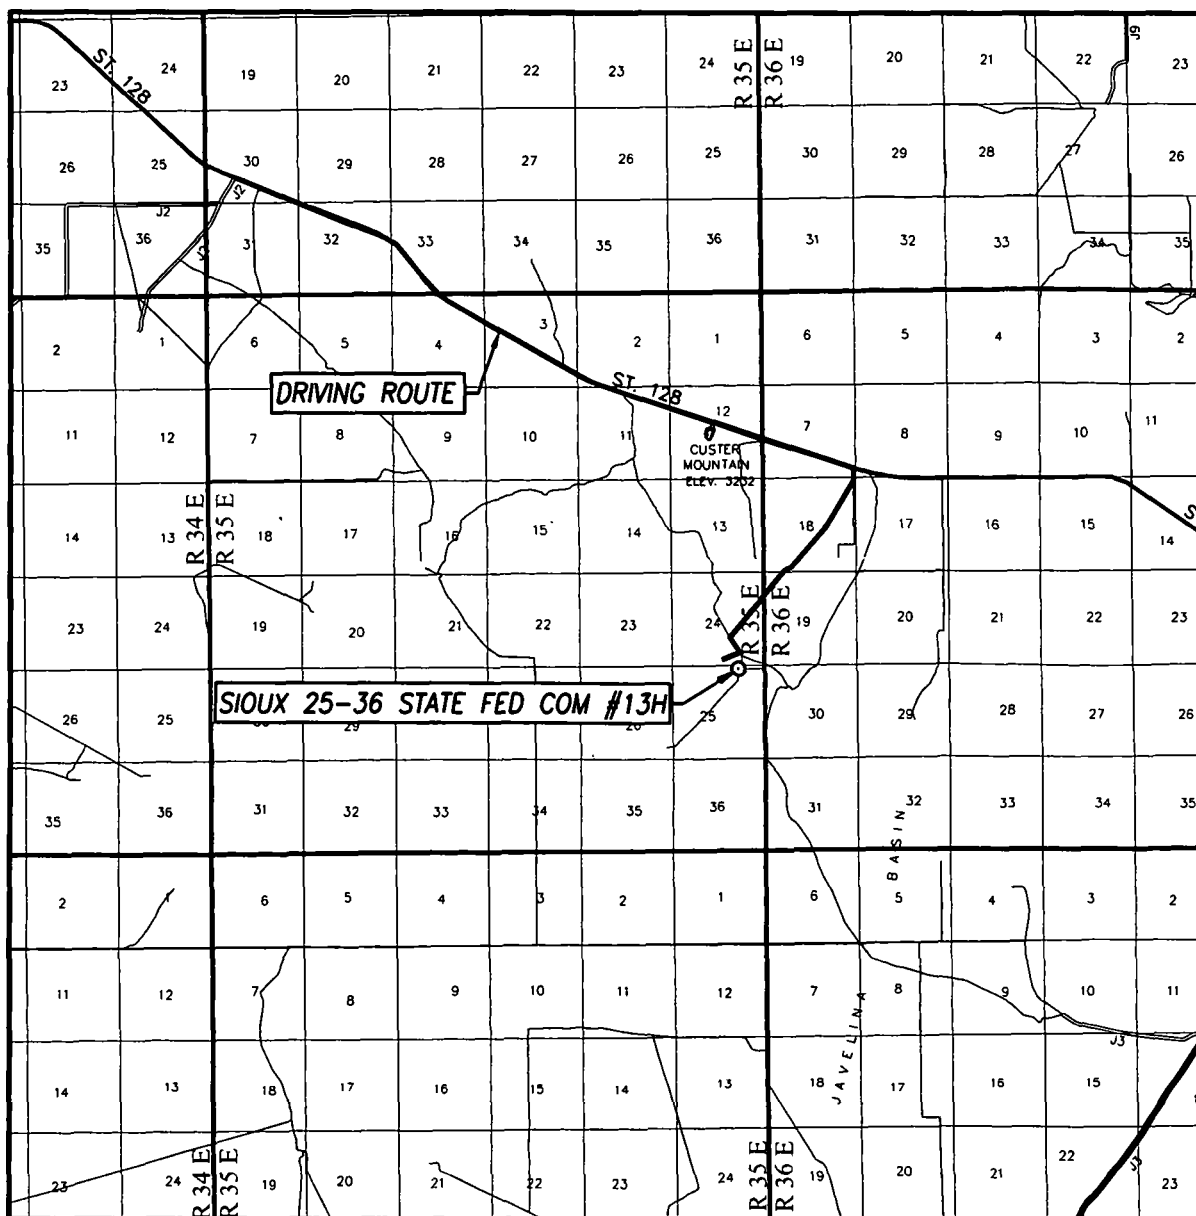 R 35 E
R 36 E
J9
23 24 19 20 21 22 23 24 19 20 21 22 23
ST. 128
26 25 30 29 28 27 26 25 30 29 28 27 26
J2
J2
J2
35 36 31 32 33 34 35 36 31 32 33 34 35
2 1 6 5 4 3 2 1 6 5 4 3 2
DRIVING ROUTE
ST. 128
11 12 7 8 9 10 11 12 7 8 9 10 11
CUSTER
MOUNTAIN
ELEV. 3232
R 34 E
R 35 E
14 13 18 17 16 15 14 13 18 17 16 15 14
R 35 E
R 36 E
23 24 19 20 21 22 23 24 19 20 21 22 23
SIOUX 25-36 STATE FED COM #13H
26 25 29 26 25 30 29 28 27 26
35 36 31 32 33 34 35 36 31 32 33 34 35
BASIN
2 1 6 5 4 3 2 1 6 5 4 3 2
11 12 7 8 9 10 11 12 7 8 9 10 11
JAVELINA
J3
14 13 18 17 16 15 14 13 18 17 16 15
R 34 E
R 35 E
R 35 E
R 36 E
23 24 19 20 21 22 23 24 19 20 21 22 23
J3